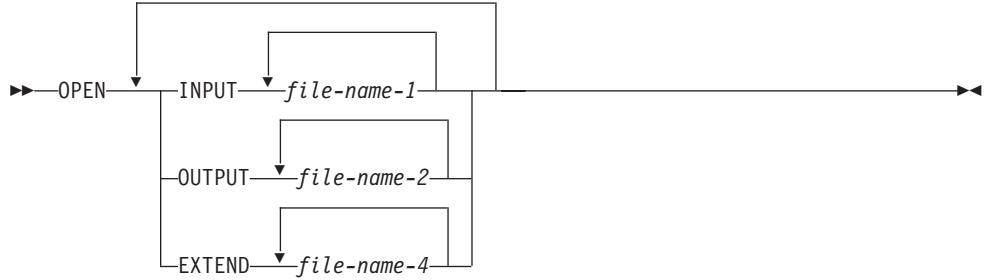 OPEN INPUT file-name-1
OUTPUT file-name-2
EXTEND file-name-4